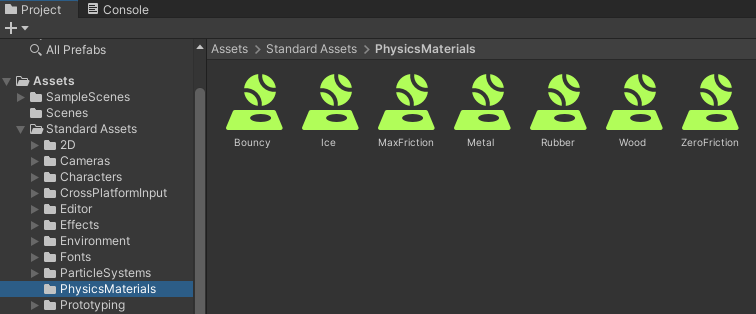 Project
Console
All Prefabs
Assets
SampleScenes
Scenes
Standard Assets
2D
Cameras
Characters
CrossPlatformInput
Editor
Effects
Environment
Fonts
ParticleSystems
PhysicsMaterials
Prototyping
Assets > Standard Assets > PhysicsMaterials
Bouncy
Ice
MaxFriction
Metal
Rubber
Wood
ZeroFriction